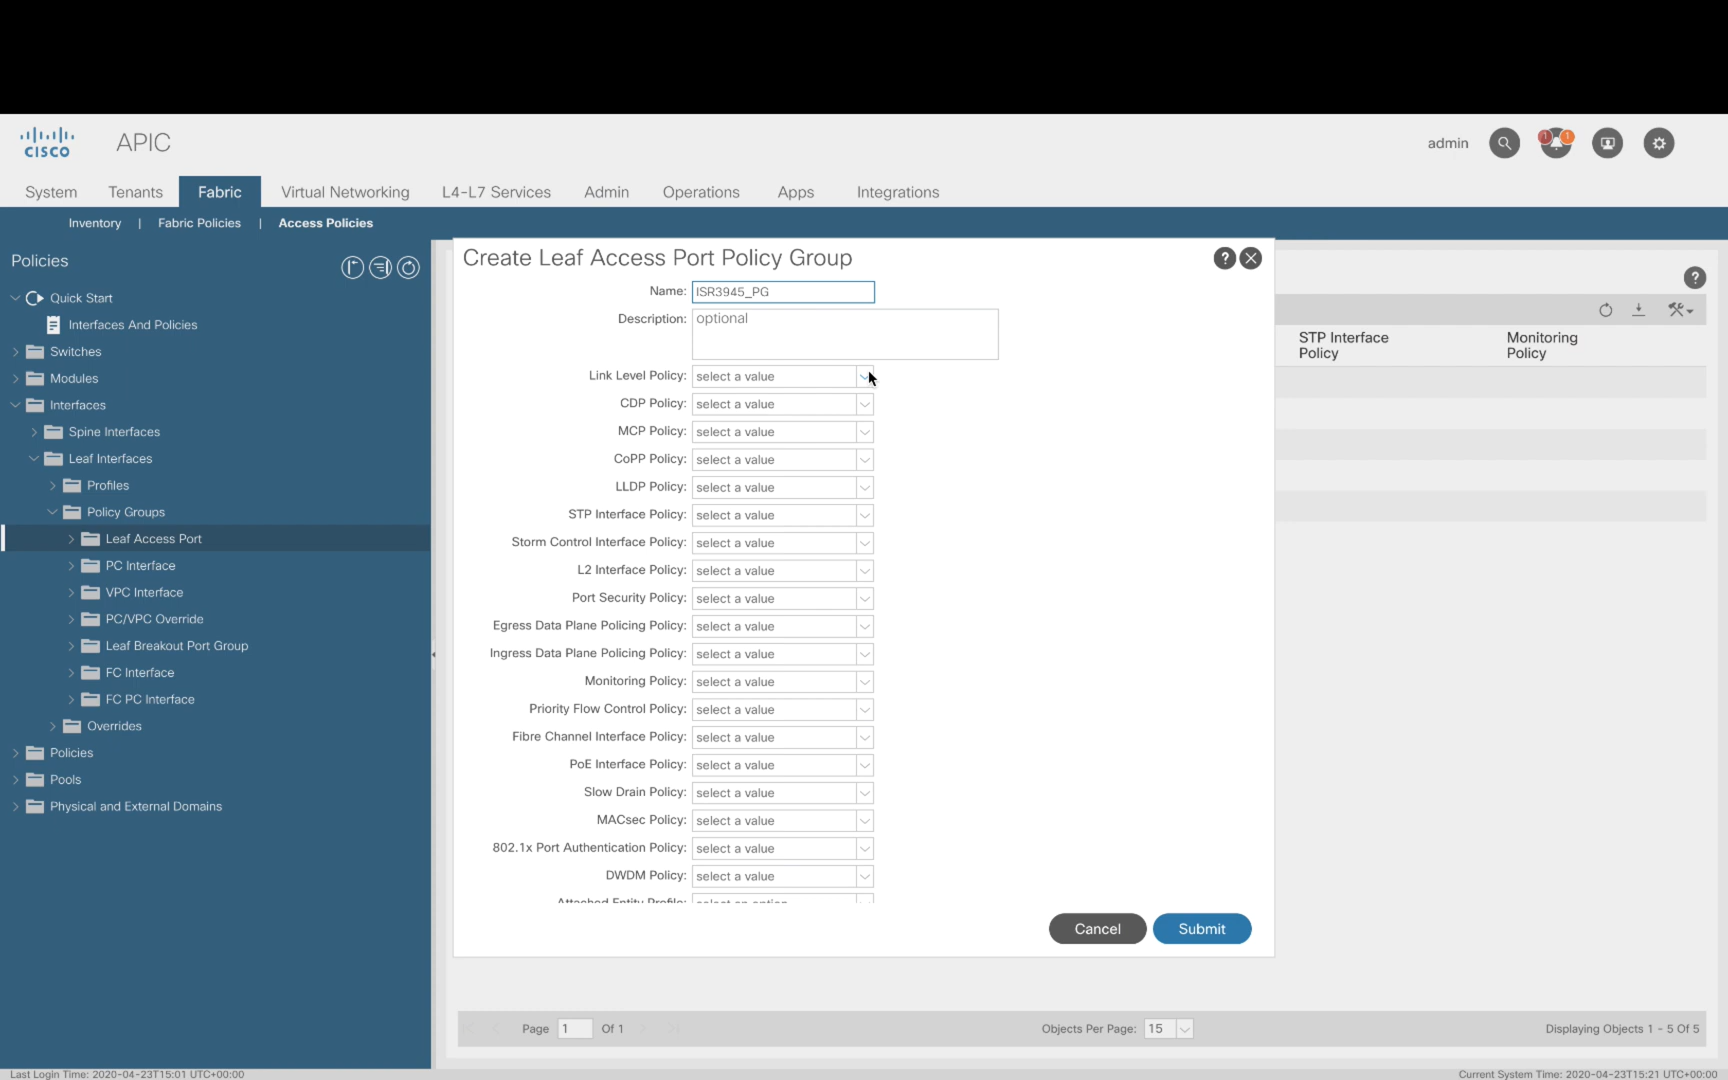 CISCO
APIC
admin
1
1
System
Tenants
Fabric
Virtual Networking
L4-L7 Services
Admin
Operations
Apps
Integrations
Inventory | Fabric Policies | Access Policies
Policies
Quick Start
Interfaces And Policies
Switches
Modules
Interfaces
Spine Interfaces
Leaf Interfaces
Profiles
Policy Groups
Leaf Access Port
PC Interface
VPC Interface
PC/VPC Override
Leaf Breakout Port Group
FC Interface
FC PC Interface
Overrides
Policies
Pools
Physical and External Domains
Create Leaf Access Port Policy Group
?
Name: ISR3945_PG
Description: optional
Link Level Policy: select a value
CDP Policy: select a value
MCP Policy: select a value
CoPP Policy: select a value
LLDP Policy: select a value
STP Interface Policy: select a value
Storm Control Interface Policy: select a value
L2 Interface Policy: select a value
Port Security Policy: select a value
Egress Data Plane Policing Policy: select a value
Ingress Data Plane Policing Policy: select a value
Monitoring Policy: select a value
Priority Flow Control Policy: select a value
Fibre Channel Interface Policy: select a value
PoE Interface Policy: select a value
Slow Drain Policy: select a value
MACsec Policy: select a value
802.1x Port Authentication Policy: select a value
DWDM Policy: select a value
Attached Entity Profile: select an option
Cancel
Submit
?
STP Interface
Policy
Monitoring
Policy
Page 1 Of 1
Objects Per Page: 15
Displaying Objects 1 - 5 Of 5
Last Login Time: 2020-04-23T15:01 UTC+00:00
Current System Time: 2020-04-23T15:21 UTC+00:00